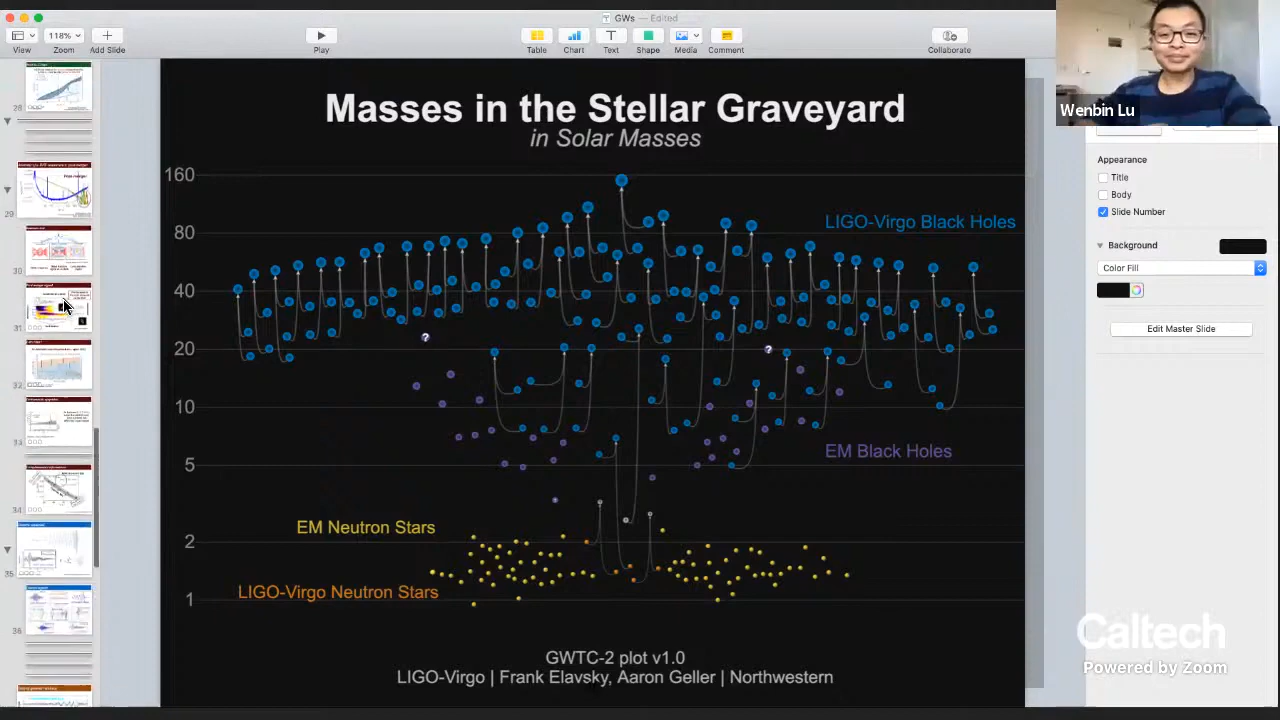 GWs — Edited
118%
View
Zoom
Add Slide
Play
Table
Chart
Text
Shape
Media
Comment
Collaborate
Wenbin Lu
28
29
30
31
32
33
34
35
36
Masses in the Stellar Graveyard
in Solar Masses
160
80
40
20
10
5
2
1
LIGO-Virgo Black Holes
EM Black Holes
EM Neutron Stars
LIGO-Virgo Neutron Stars
?
GWTC-2 plot v1.0
LIGO-Virgo | Frank Elavsky, Aaron Geller | Northwestern
Appearance
Title
Body
Slide Number
Background
Color Fill
Edit Master Slide
Caltech
Powered by Zoom